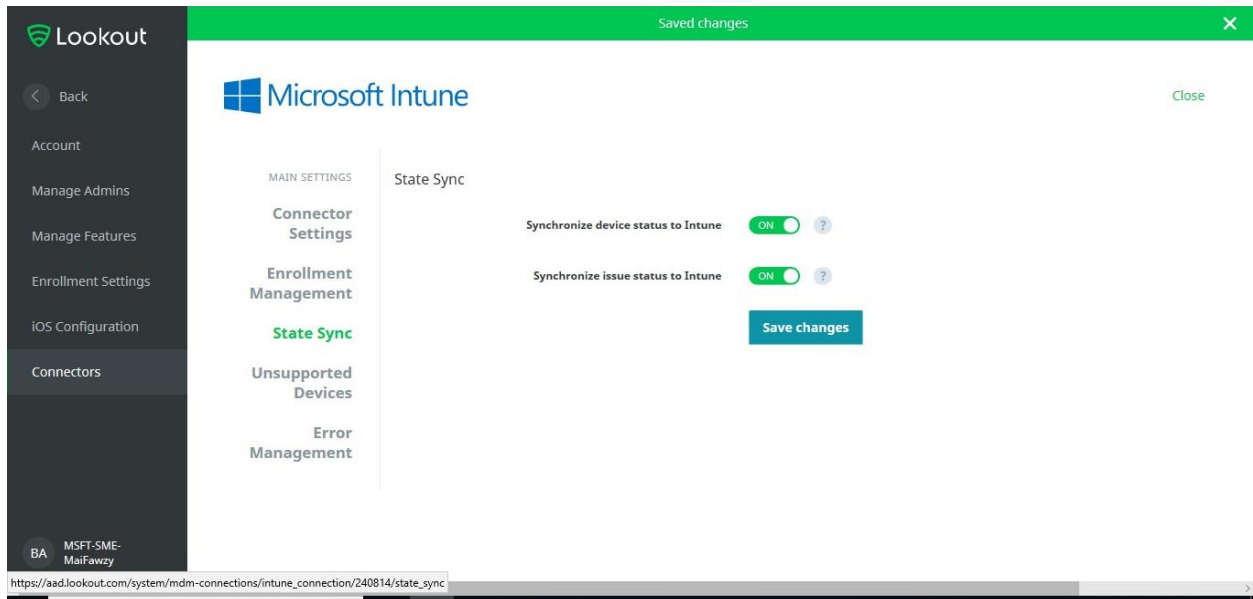 Lookout
Saved changes
Back
Account
Manage Admins
Manage Features
Enrollment Settings
iOS Configuration
Connectors
BA
MSFT-SME-
MaiFawzy
Microsoft Intune
Close
MAIN SETTINGS
Connector
Settings
Enrollment
Management
State Sync
Unsupported
Devices
Error
Management
State Sync
Synchronize device status to Intune ON ?
Synchronize issue status to Intune ON ?
Save changes
https://aad.lookout.com/system/mdm-connections/intune_connection/240814/state_sync